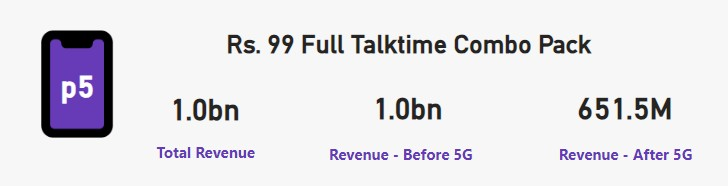 p5
Rs. 99 Full Talktime Combo Pack
1.0bn 1.0bn 651.5M
Total Revenue Revenue - Before 5G Revenue - After 5G